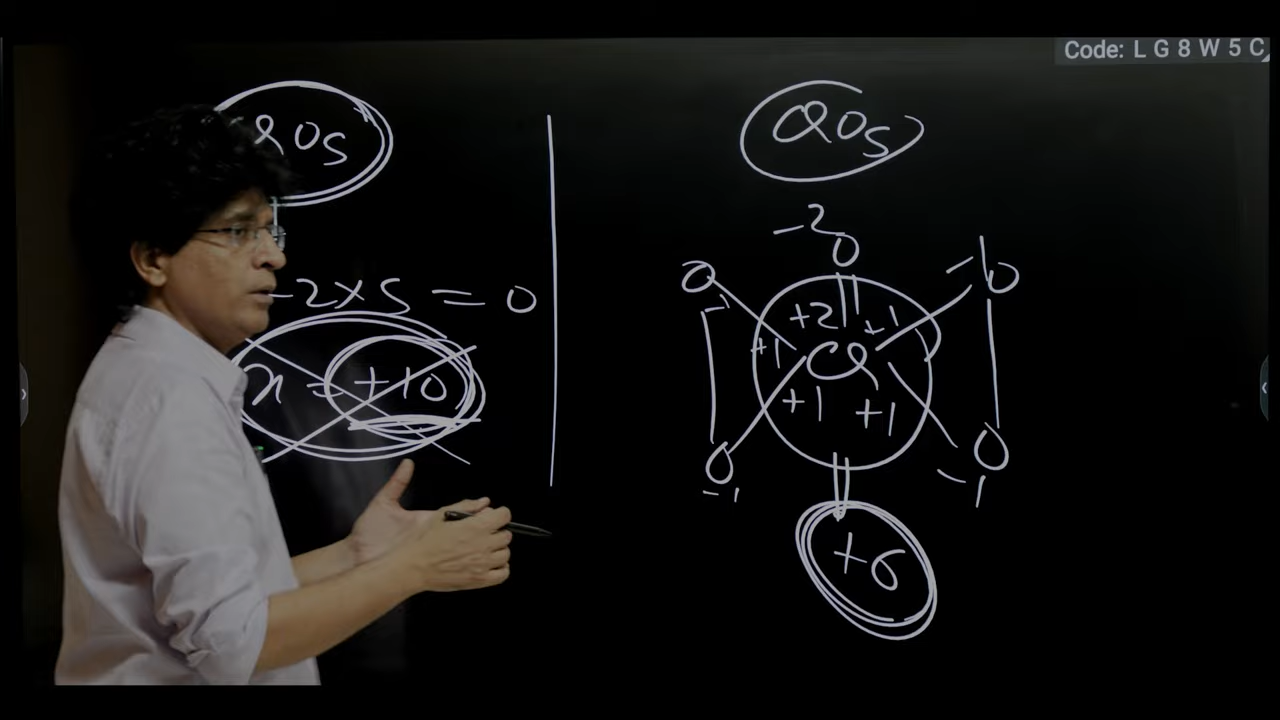 Code: L G 8 W 5 C
CrO5
-2×5 = 0
x = +10
CrO5
-2
O
O
-1
-1
O
+2
+1
+1
Cr
+1
+1
O
-1
O
-1
+6